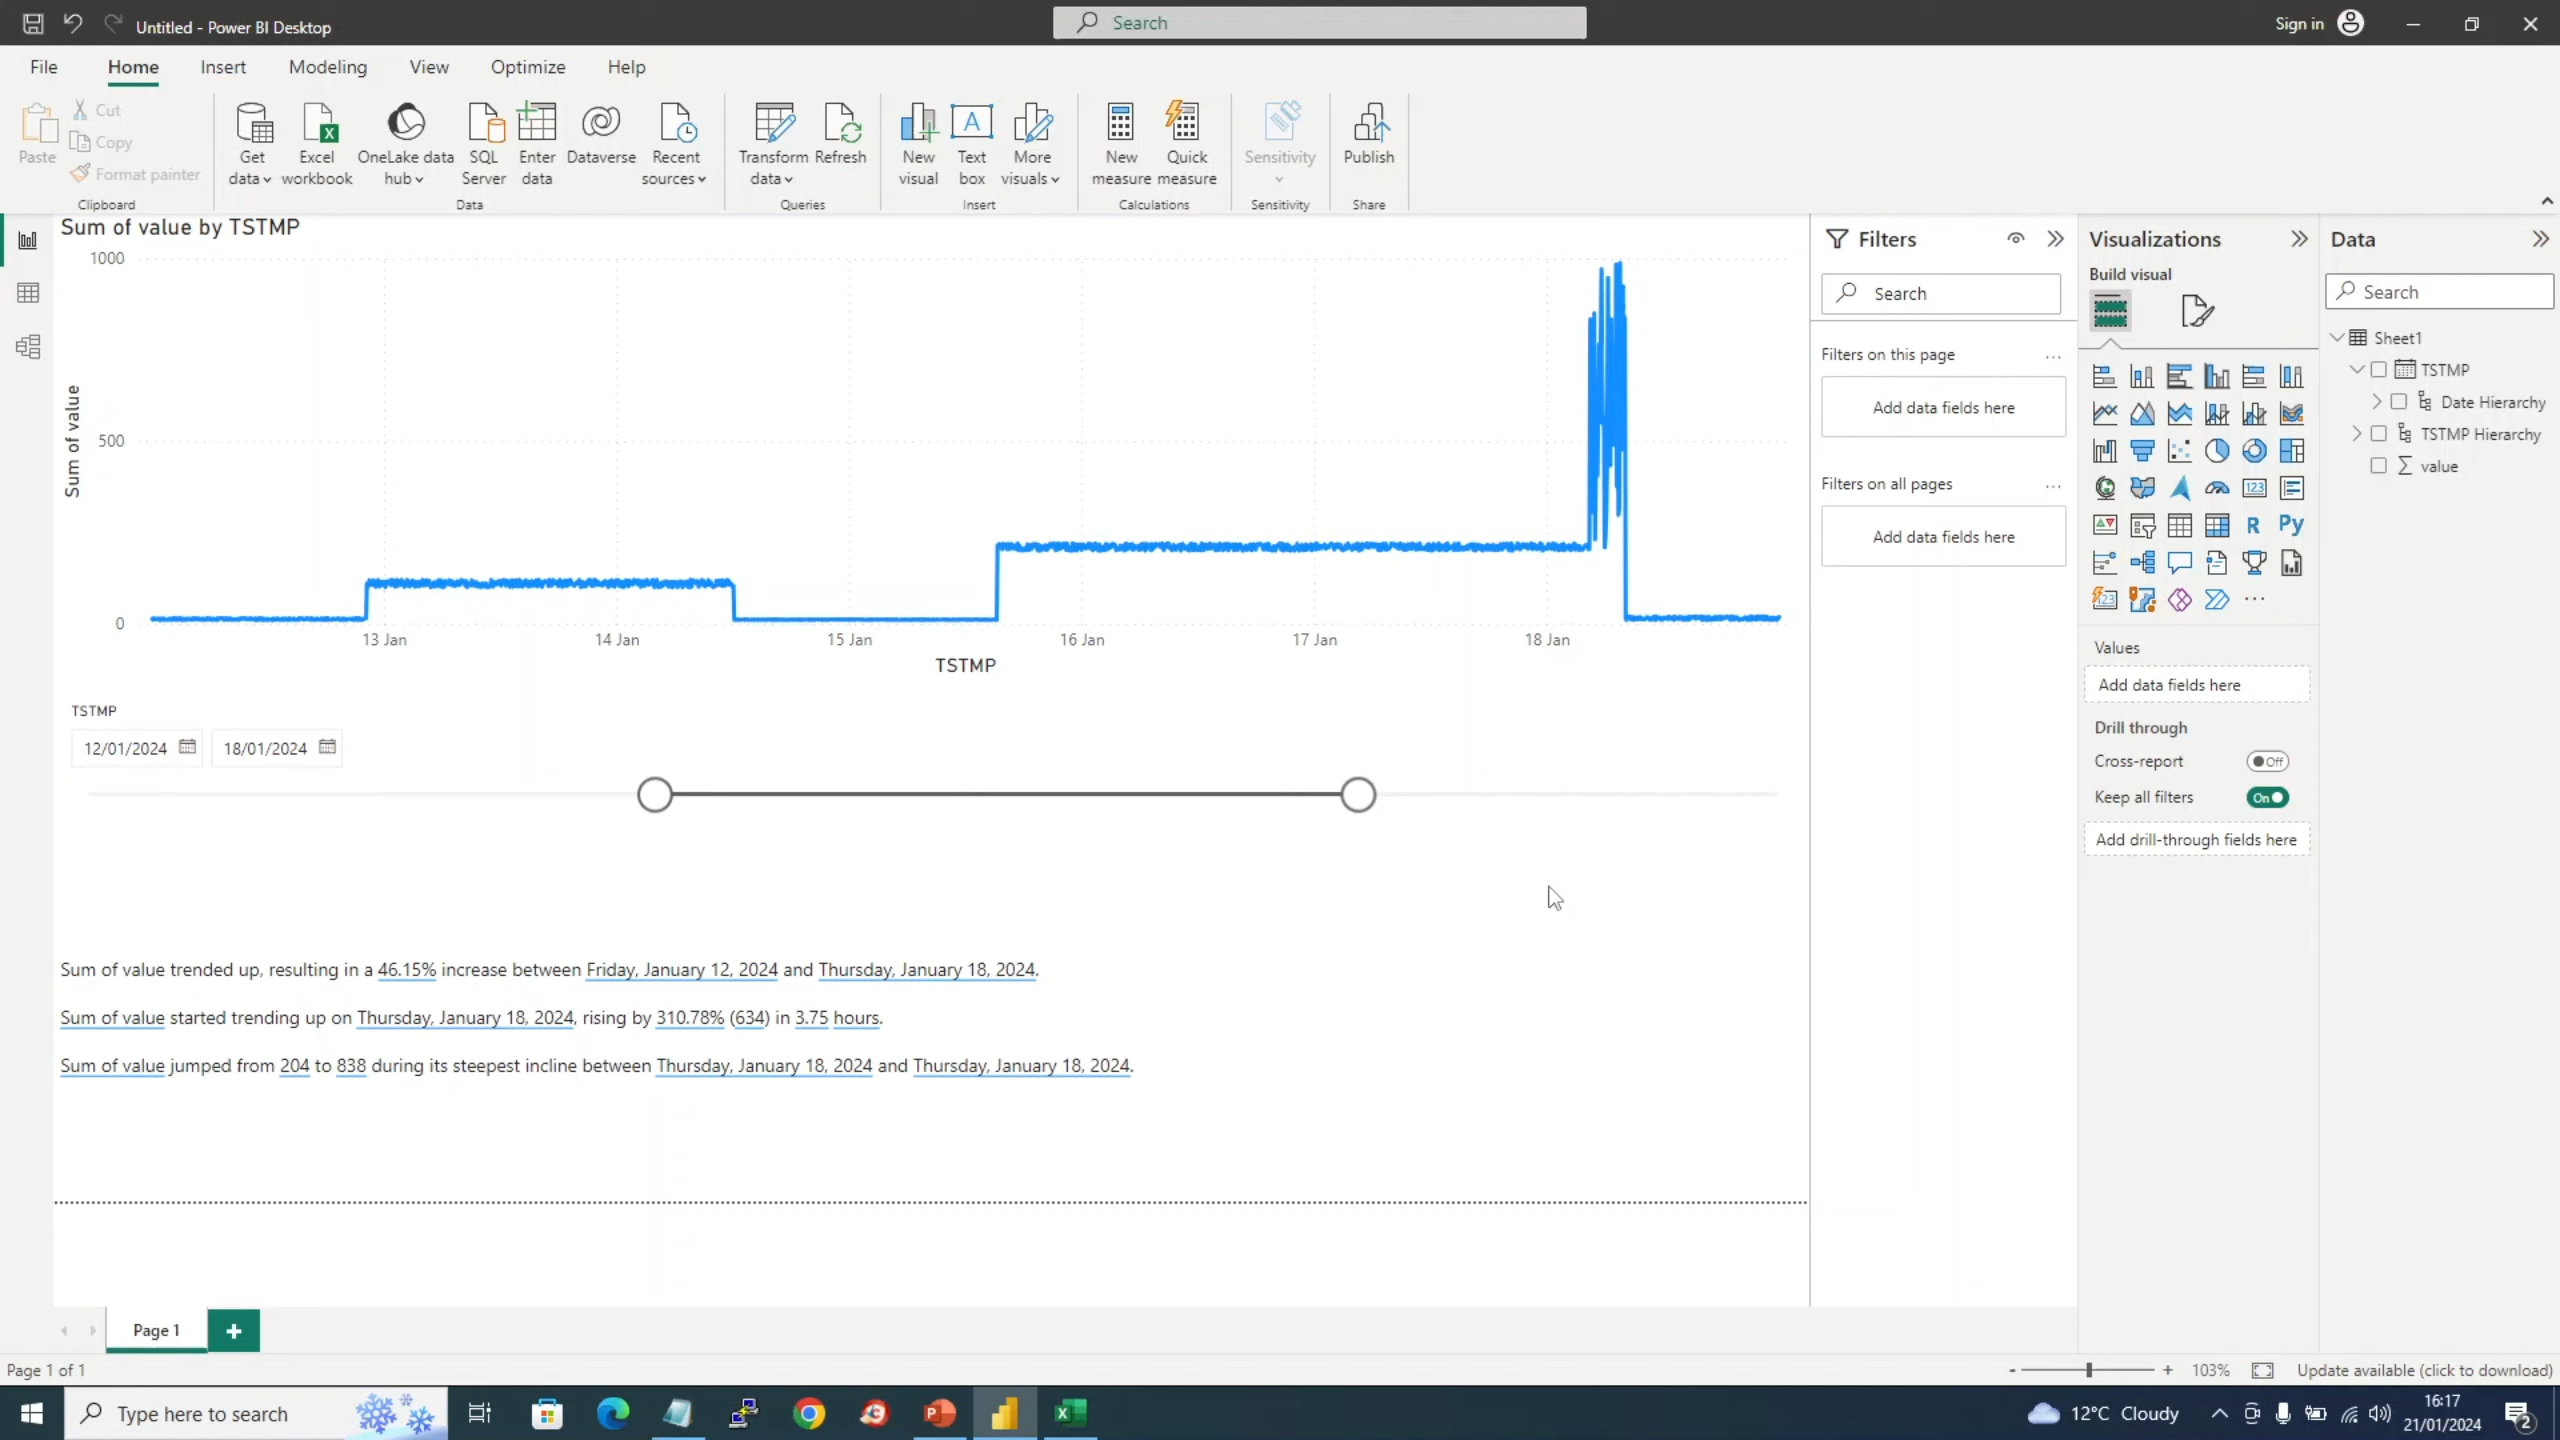 Untitled - Power BI Desktop
Search
Sign in
File Home Insert Modeling View Optimize Help
Paste
Cut
Copy
Format painter
Clipboard
Get data
Excel workbook
OneLake data hub
SQL Server
Enter data
Dataverse
Recent sources
Data
Transform data
Refresh
Queries
New visual
Text box
More visuals
Insert
New measure
Quick measure
Calculations
Sensitivity
Sensitivity
Publish
Share
Sum of value by TSTMP
1000
500
0
Sum of value
13 Jan 14 Jan 15 Jan 16 Jan 17 Jan 18 Jan
TSTMP
TSTMP
12/01/2024 18/01/2024
Sum of value trended up, resulting in a 46.15% increase between Friday, January 12, 2024 and Thursday, January 18, 2024.
Sum of value started trending up on Thursday, January 18, 2024, rising by 310.78% (634) in 3.75 hours.
Sum of value jumped from 204 to 838 during its steepest incline between Thursday, January 18, 2024 and Thursday, January 18, 2024.
Filters
Search
Filters on this page
...
Add data fields here
Filters on all pages
...
Add data fields here
Visualizations
Build visual
123
R Py
123
...
Values
Add data fields here
Drill through
Cross-report Off
Keep all filters On
Add drill-through fields here
Data
Search
Sheet1
TSTMP
Date Hierarchy
TSTMP Hierarchy
Σ value
Page 1
+
Page 1 of 1
- + 103%
Update available (click to download)
Type here to search
12°C Cloudy
16:17
21/01/2024
2